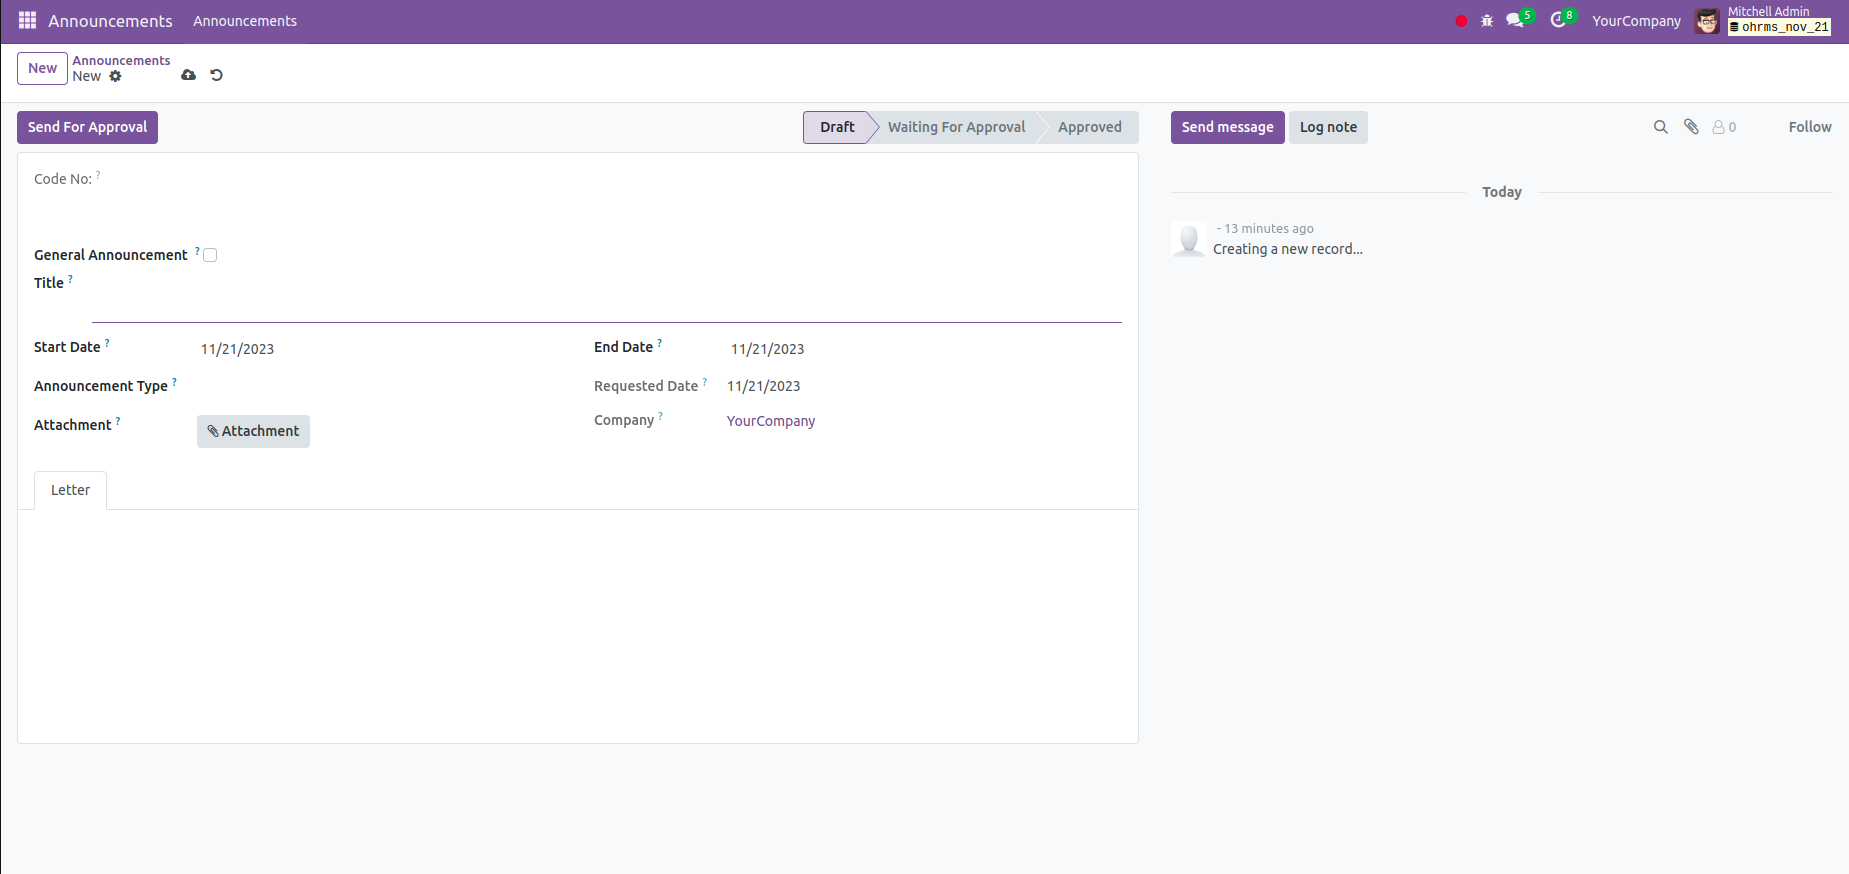 Announcements Announcements 5 8 YourCompany Mitchell Admin
ohrms_nov_21
New Announcements
New
Send For Approval Draft Waiting For Approval Approved Send message Log note 0 Follow
Code No: ?
Today
- 13 minutes ago
Creating a new record...
General Announcement ?
Title ?
Start Date ? 11/21/2023 End Date ? 11/21/2023
Announcement Type ? Requested Date ? 11/21/2023
Attachment ? Attachment Company ? YourCompany
Letter